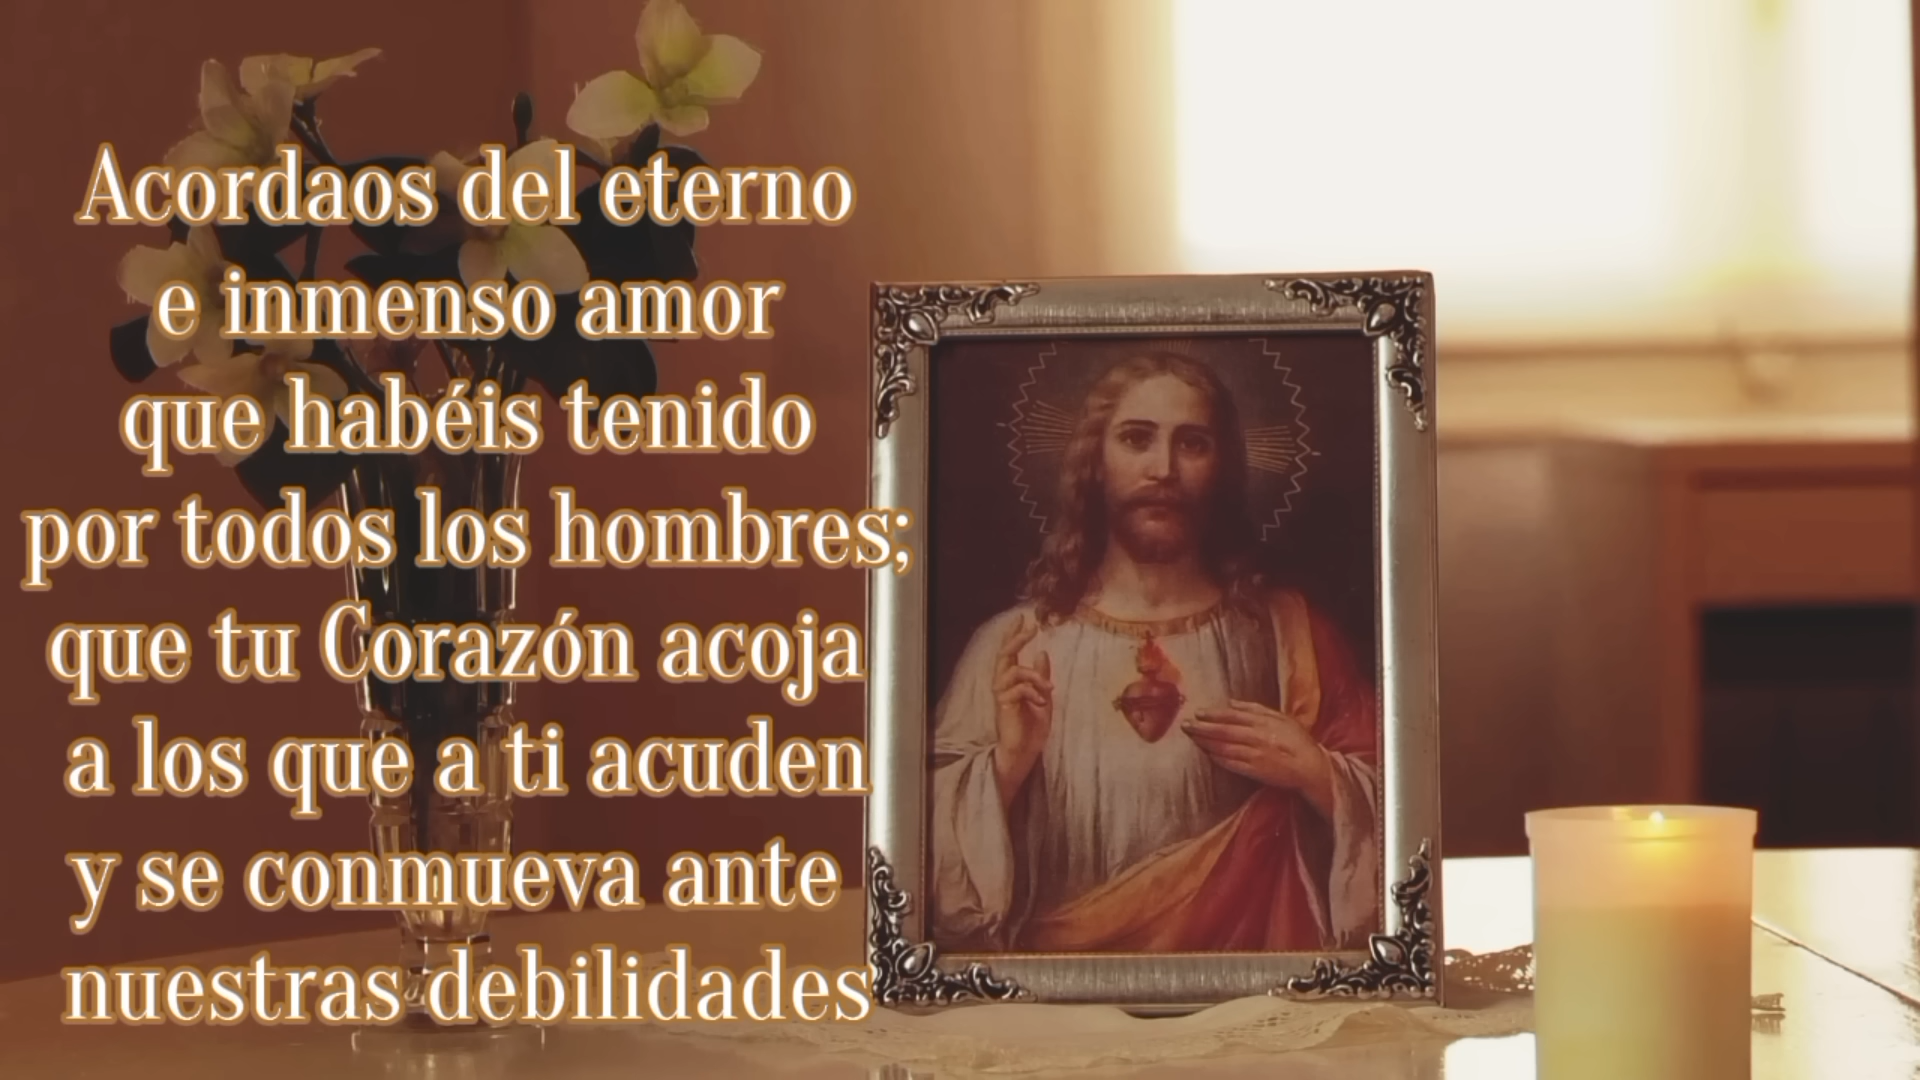 Acordaos del eterno
e inmenso amor
que habéis tenido
por todos los hombres;
que tu Corazón acoja
a los que a ti acuden
y se conmueva ante
nuestras debilidades